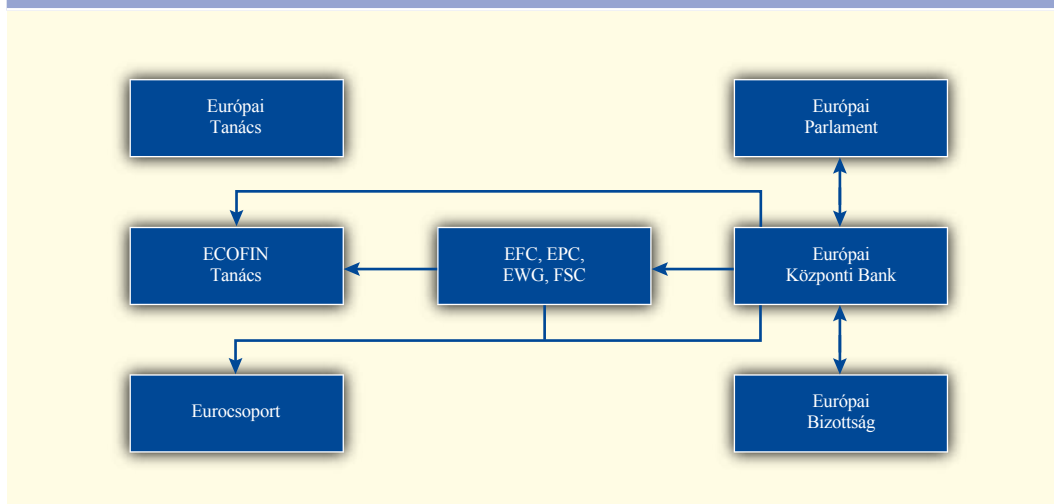 Európai
Tanács
Európai
Parlament
ECOFIN
Tanács
EFC, EPC,
EWG, FSC
Európai
Központi Bank
Eurocsoport
Európai
Bizottság